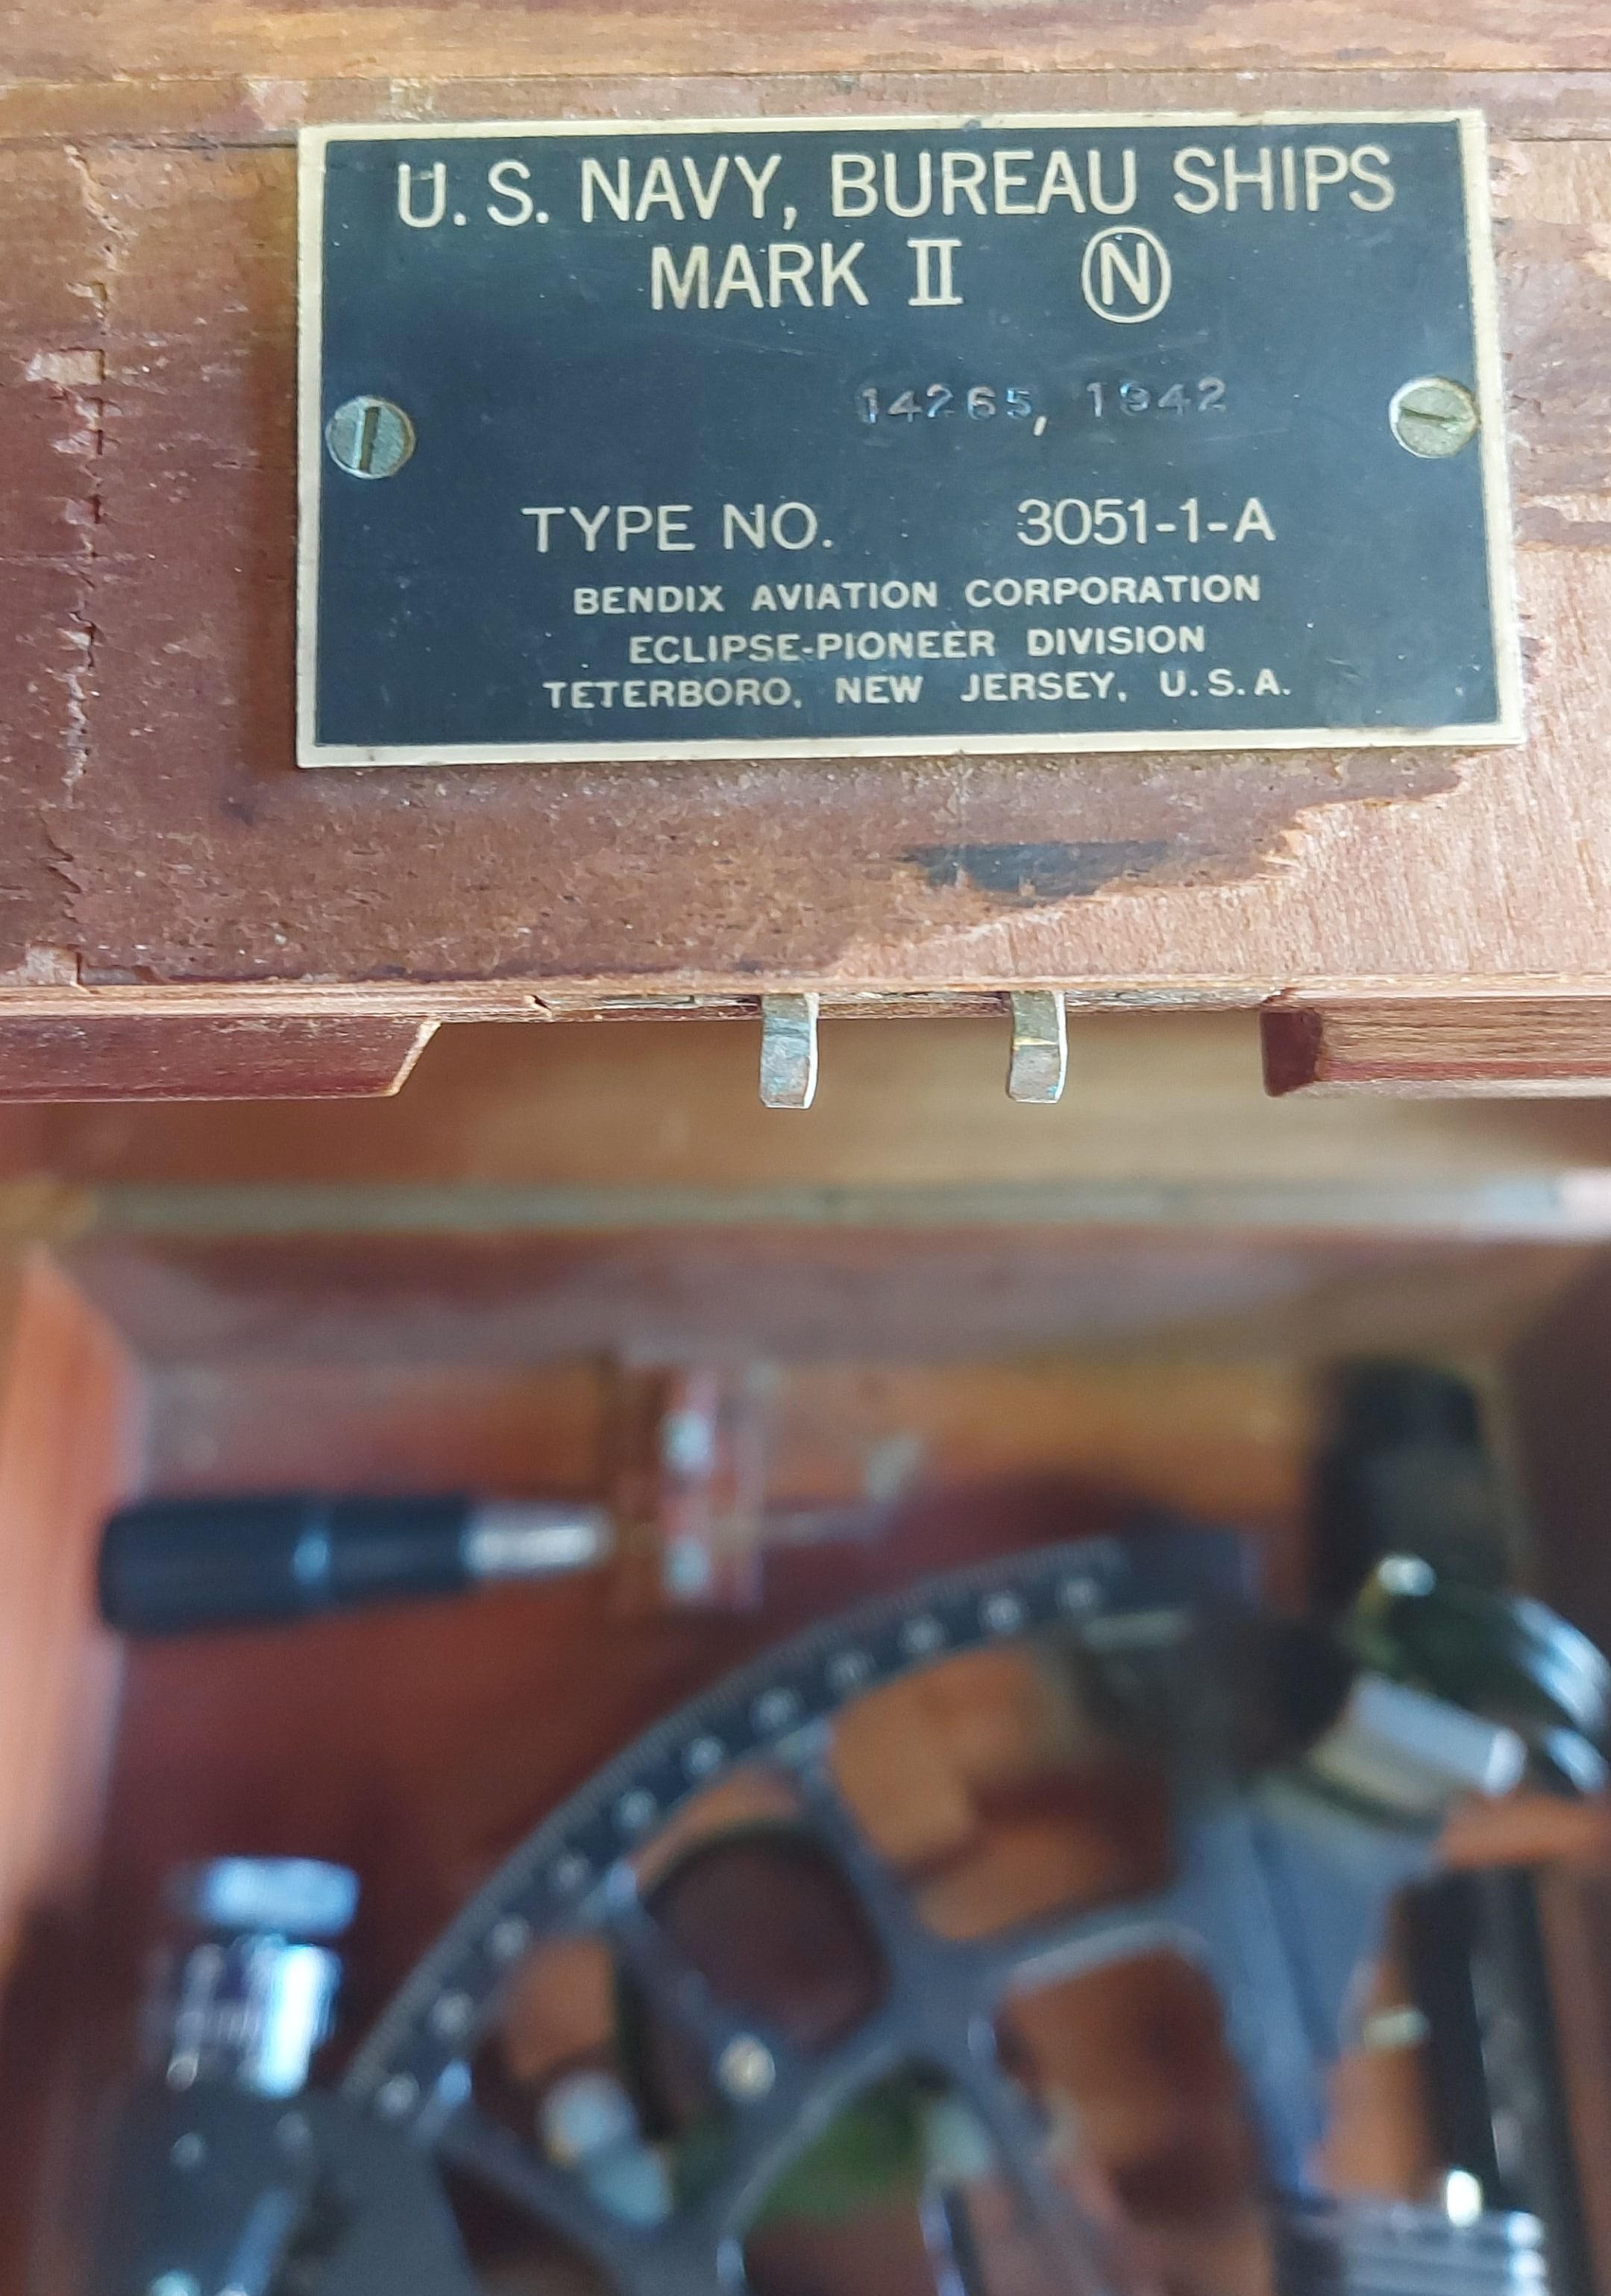 U. S. NAVY, BUREAU SHIPS
MARK II Ⓝ
14265, 1942
TYPE NO. 3051-1-A
BENDIX AVIATION CORPORATION
ECLIPSE-PIONEER DIVISION
TETERBORO, NEW JERSEY, U. S. A.